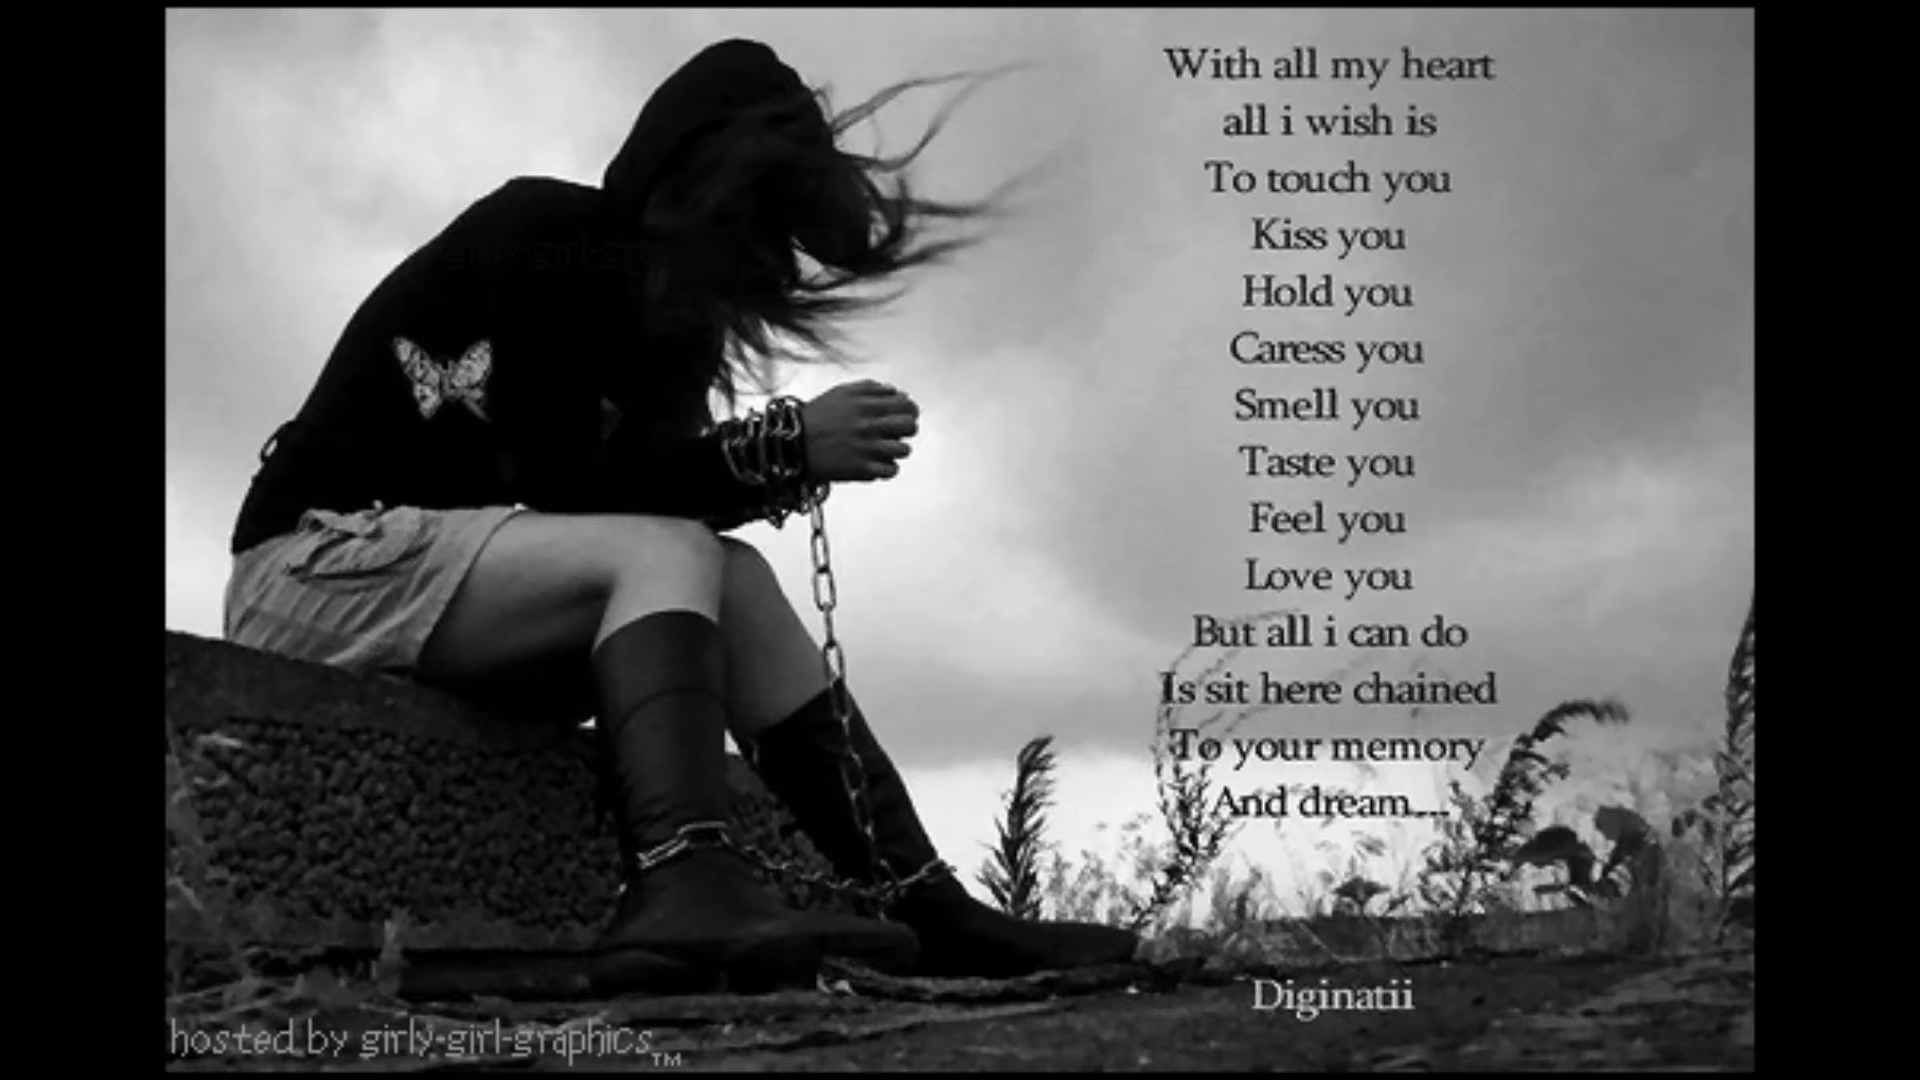 With all my heart
all i wish is
To touch you
Kiss you
Hold you
Caress you
Smell you
Taste you
Feel you
Love you
But all i can do
Is sit here chained
To your memory
And dream....
Diginatii
hosted by girly-girl-graphics™